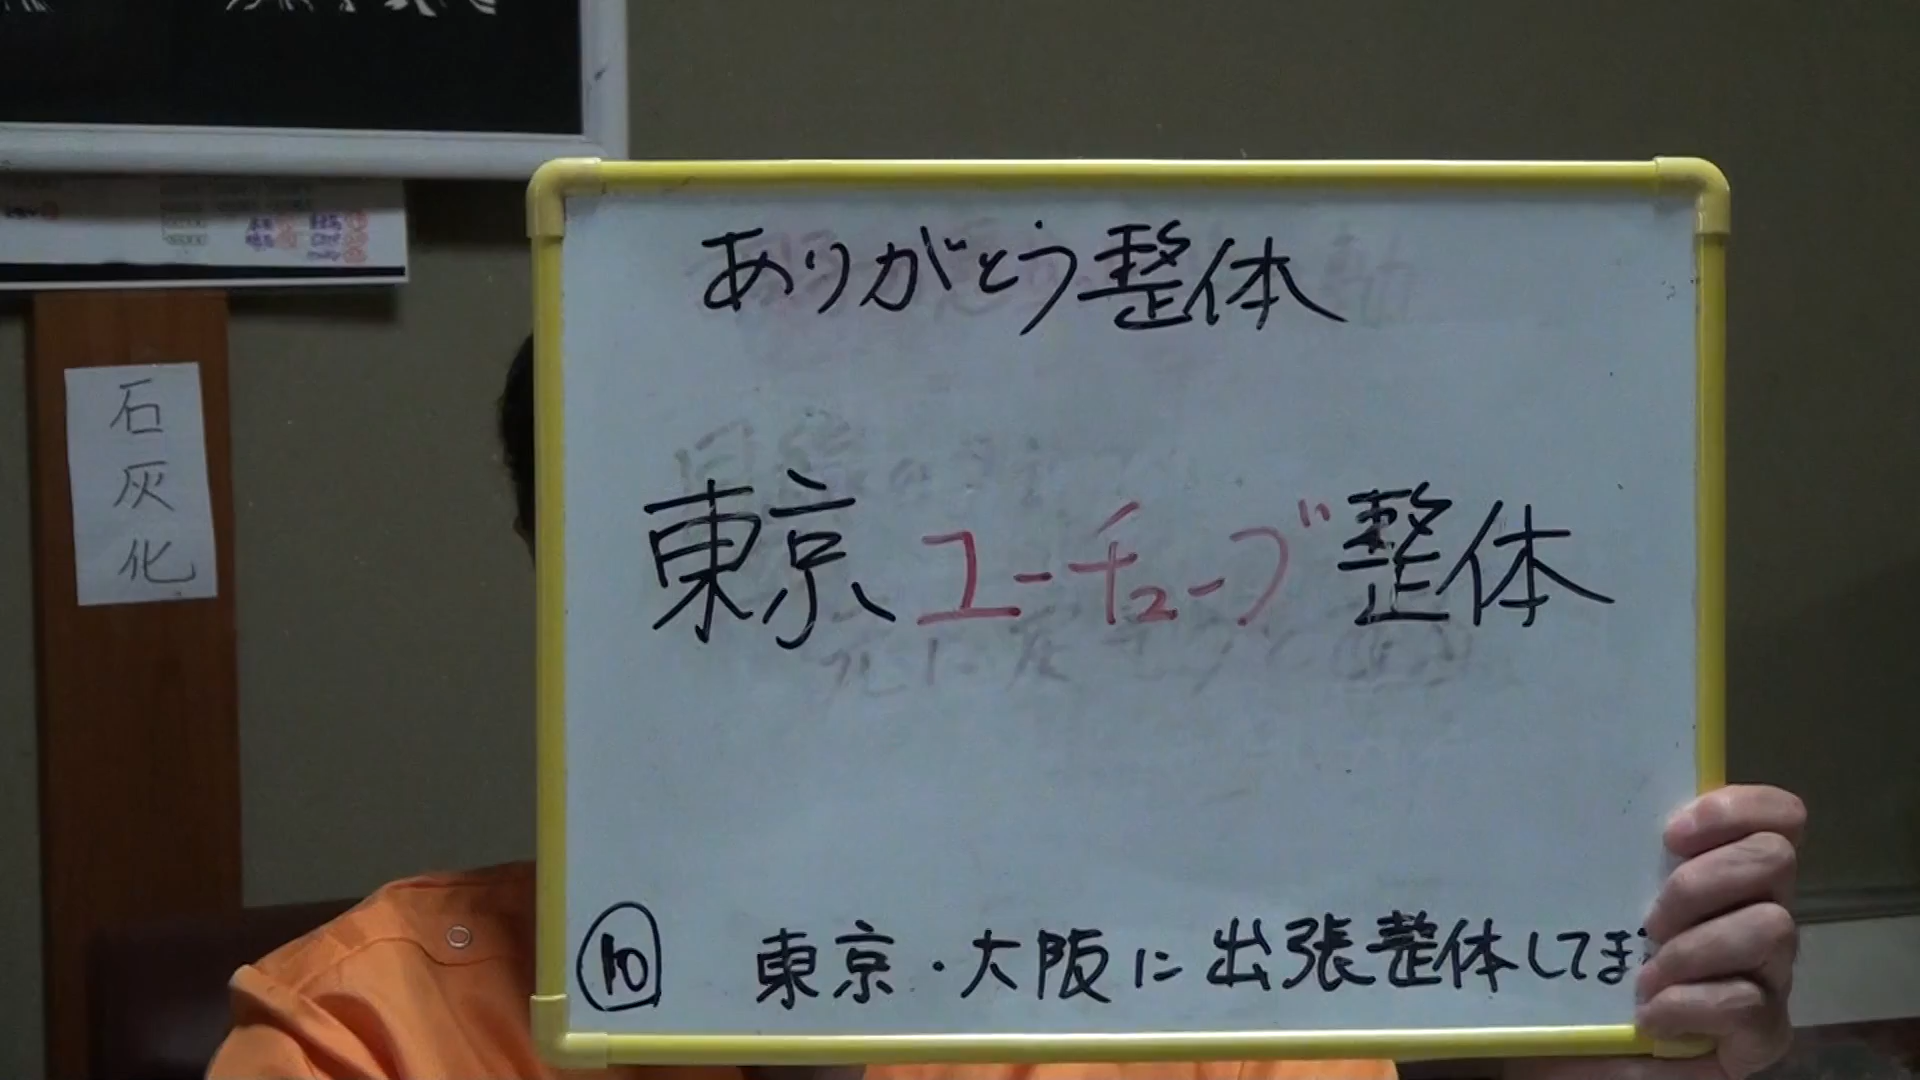 石
灰
化
ありがとう整体
東京ユーチューブ整体
⑩ 東京・大阪に出張整体してま